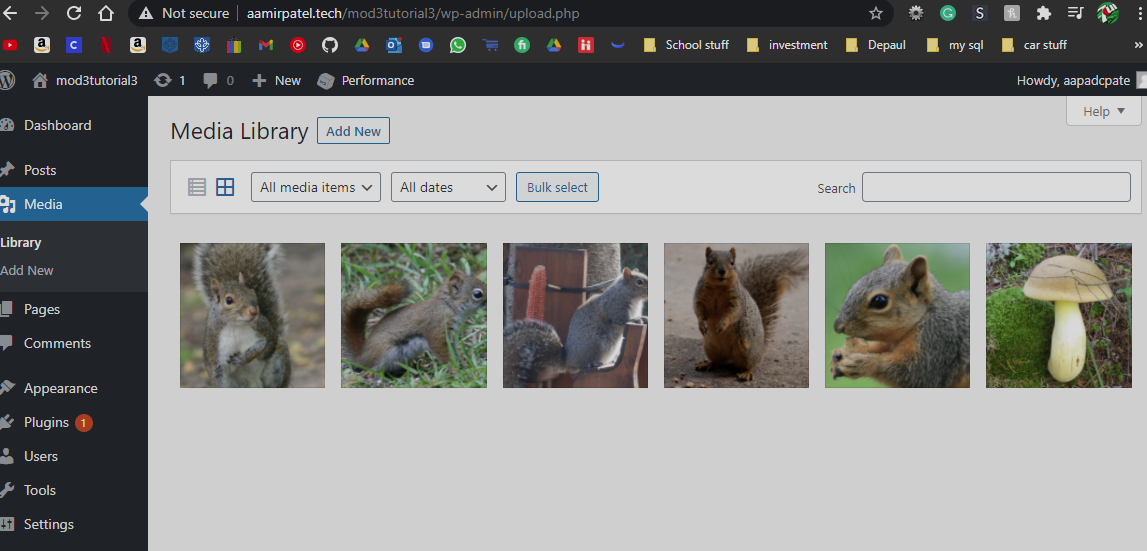 Not secure | aamirpatel.tech/mod3tutorial3/wp-admin/upload.php
School stuff investment Depaul my sql car stuff »
mod3tutorial3 1 0 New Performance Howdy, aapadcpate
Dashboard
Posts
Media
Library
Add New
Pages
Comments
Appearance
Plugins 1
Users
Tools
Settings
Help
Media Library Add New
All media items All dates Bulk select Search